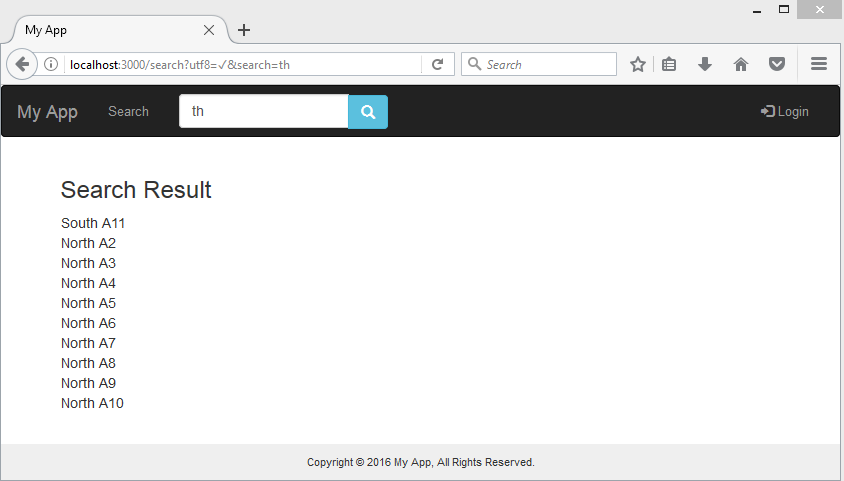 My App
localhost:3000/search?utf8=✓&search=th
Search
My App
Search
th
Login
Search Result
South A11
North A2
North A3
North A4
North A5
North A6
North A7
North A8
North A9
North A10
Copyright © 2016 My App, All Rights Reserved.